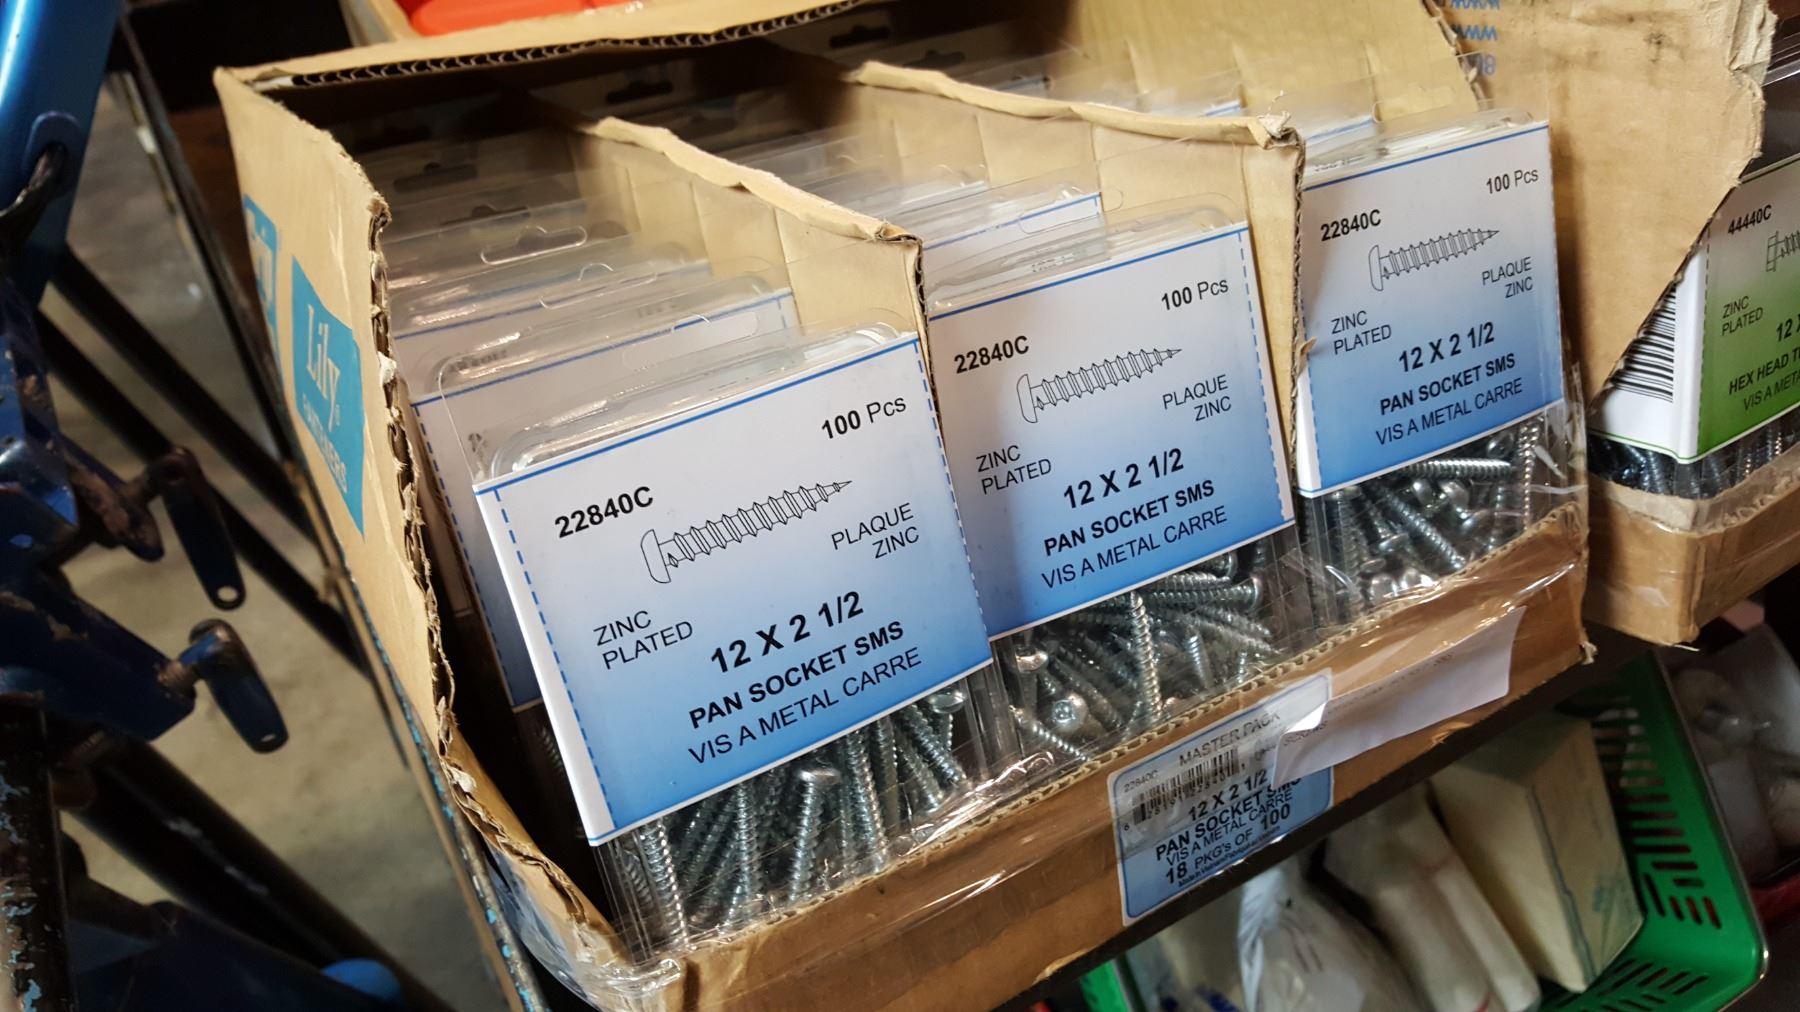 Lily®
FASTENERS
22840C
100 Pcs
PLAQUE
ZINC
ZINC
PLATED
12 X 2 1/2
PAN SOCKET SMS
VIS A METAL CARRE
22840C
100 Pcs
PLAQUE
ZINC
ZINC
PLATED
12 X 2 1/2
PAN SOCKET SMS
VIS A METAL CARRE
22840C
100 Pcs
PLAQUE
ZINC
ZINC
PLATED
12 X 2 1/2
PAN SOCKET SMS
VIS A METAL CARRE
44440C
ZINC
PLATED
12
HEX HEAD
VIS A
22840C
MASTER PACK
12 X 2 1/2
PAN SOCKET SMS
VIS A METAL CARRE
18 PKG's OF 100